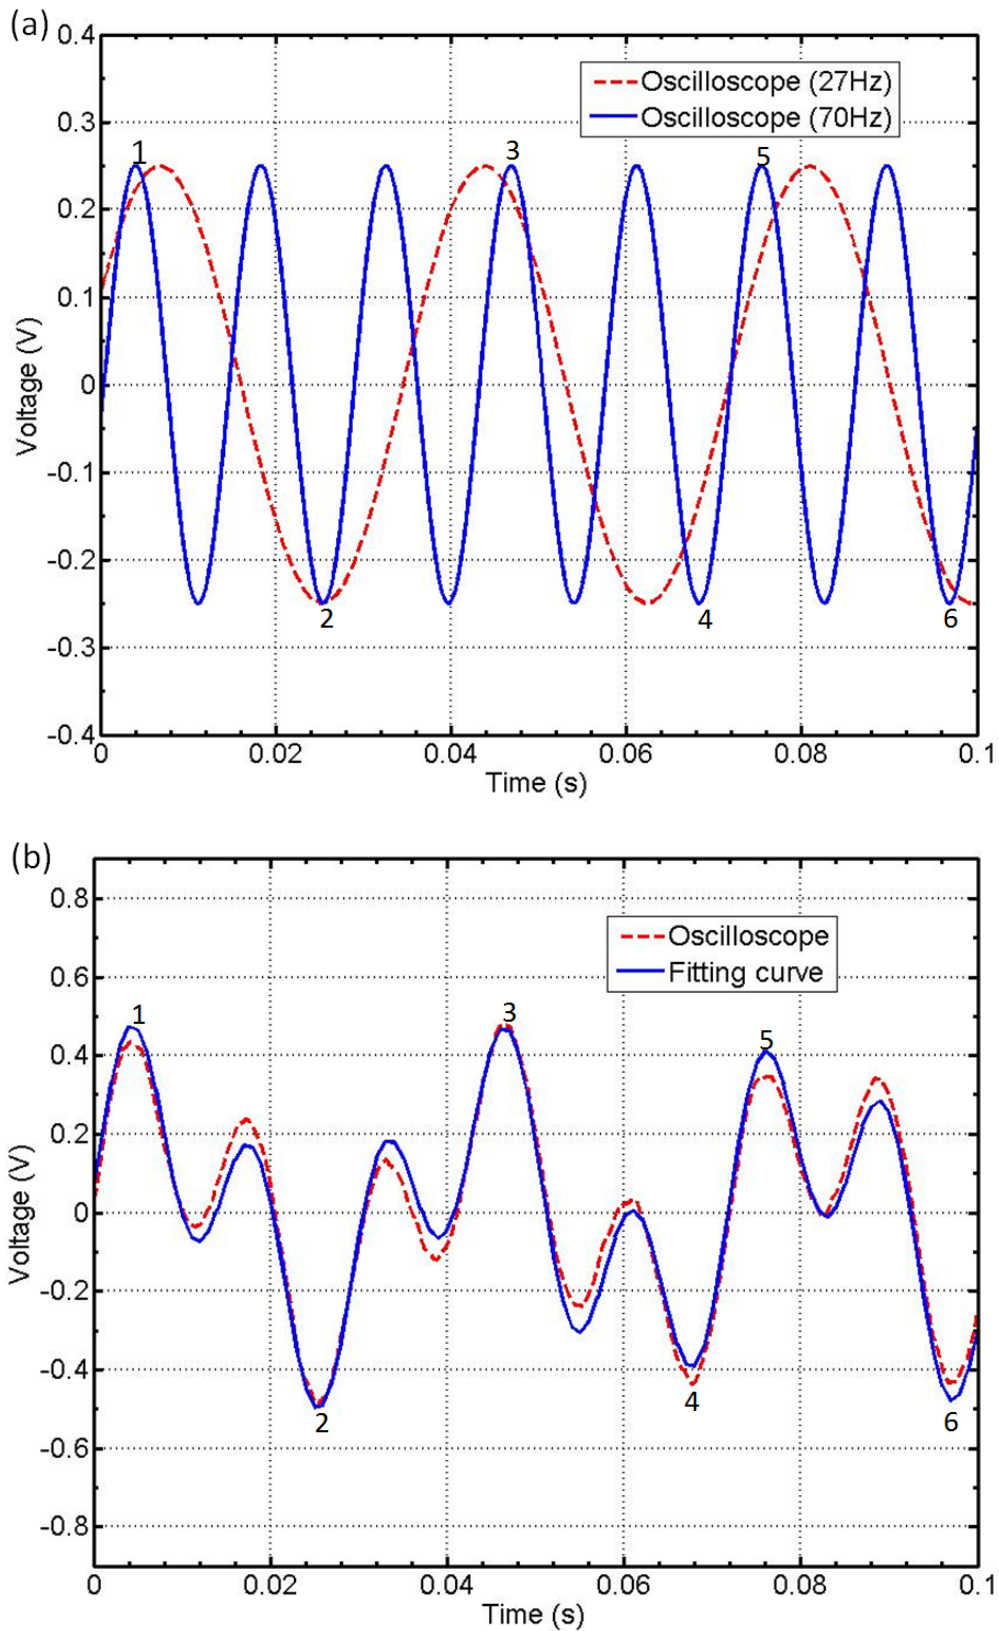 (a)
0.4
0.3
0.2
0.1
0
-0.1
-0.2
-0.3
-0.4
Voltage (V)
Oscilloscope (27Hz)
Oscilloscope (70Hz)
1
3
5
2
4
6
0 0.02 0.04 0.06 0.08 0.1
Time (s)
(b)
0.8
0.6
0.4
0.2
0
-0.2
-0.4
-0.6
-0.8
Voltage (V)
Oscilloscope
Fitting curve
1
3
5
2
4
6
0 0.02 0.04 0.06 0.08 0.1
Time (s)